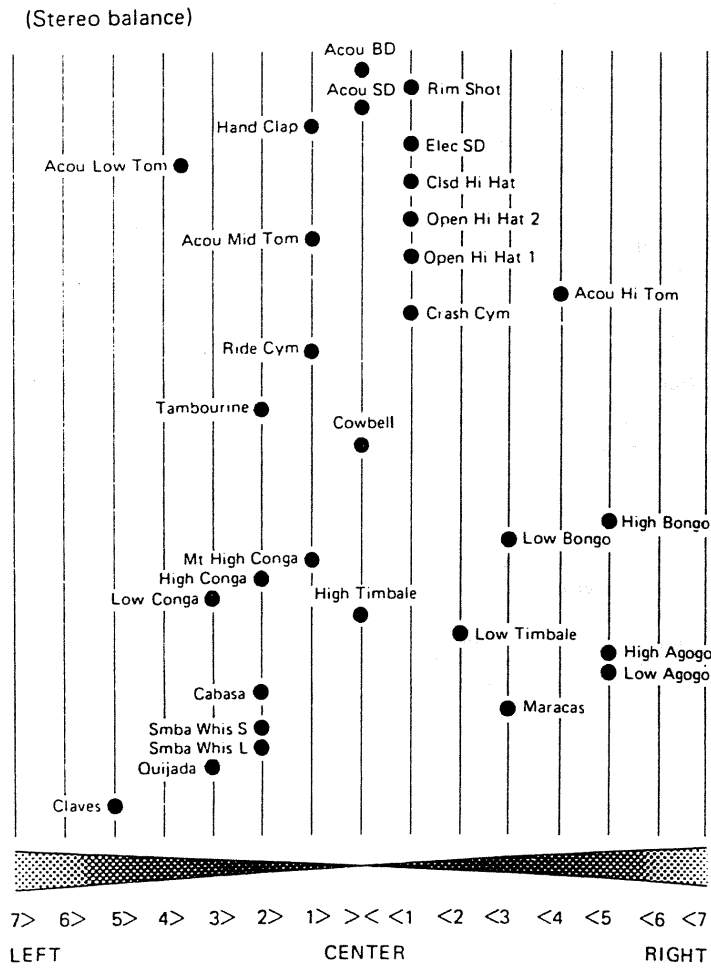 (Stereo balance)
Acou BD
Rim Shot
Acou SD
Hand Clap
Elec SD
Acou Low Tom
Clsd Hi Hat
Open Hi Hat 2
Acou Mid Tom
Open Hi Hat 1
Acou Hi Tom
Crash Cym
Ride Cym
Tambourine
Cowbell
High Bongo
Low Bongo
Mt High Conga
High Conga
Low Conga
High Timbale
Low Timbale
High Agogo
Low Agogo
Cabasa
Maracas
Smba Whis S
Smba Whis L
Quijada
Claves
7> 6> 5> 4> 3> 2> 1> >< <1 <2 <3 <4 <5 <6 <7
LEFT CENTER RIGHT